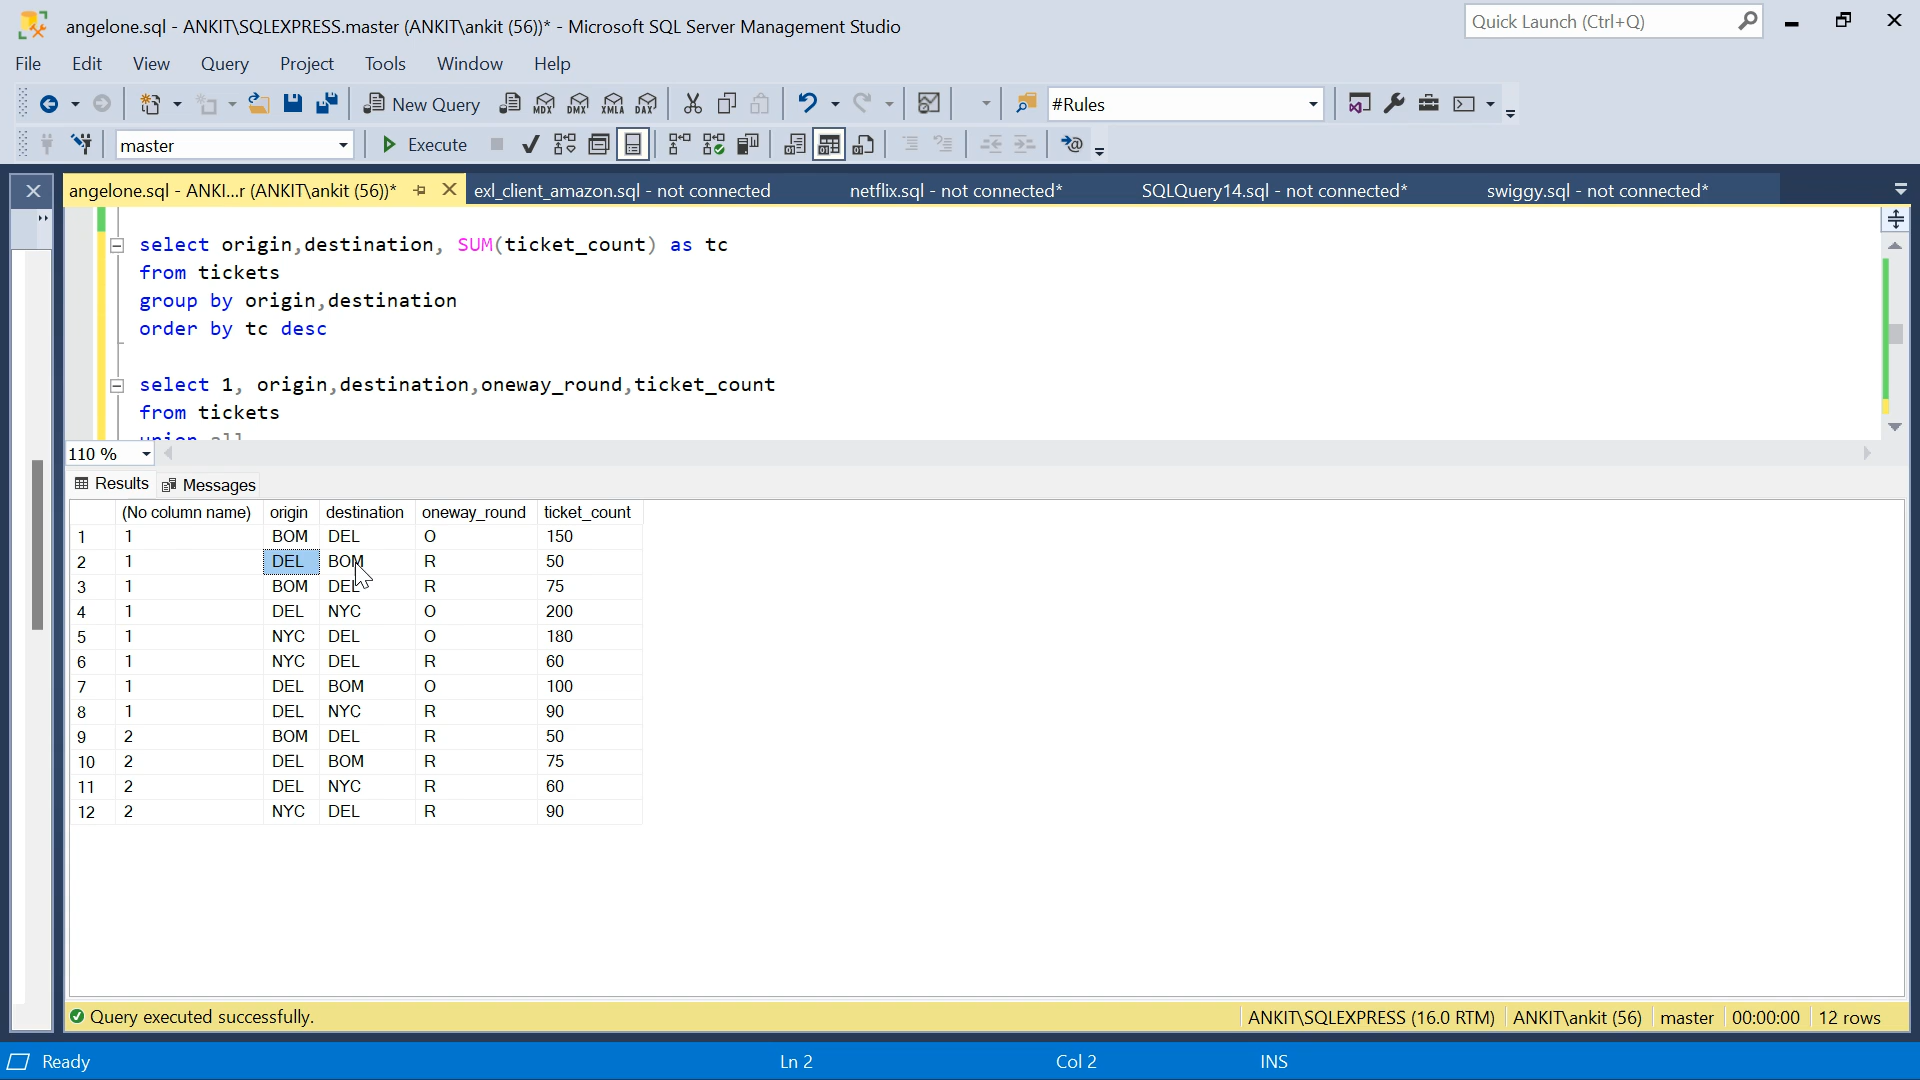 angelone.sql - ANKIT\SQLEXPRESS.master (ANKIT\ankit (56))* - Microsoft SQL Server Management Studio
Quick Launch (Ctrl+Q)
File Edit View Query Project Tools Window Help
New Query MDX DMX XMLA DAX #Rules
master Execute
angelone.sql - ANKI...r (ANKIT\ankit (56))* exl_client_amazon.sql - not connected netflix.sql - not connected* SQLQuery14.sql - not connected* swiggy.sql - not connected*
select origin,destination, SUM(ticket_count) as tc
from tickets
group by origin,destination
order by tc desc
select 1, origin,destination,oneway_round,ticket_count
from tickets
union all
110 %
Results Messages
(No column name) origin destination oneway_round ticket_count
1 1 BOM DEL O 150
2 1 DEL BOM R 50
3 1 BOM DEL R 75
4 1 DEL NYC O 200
5 1 NYC DEL O 180
6 1 NYC DEL R 60
7 1 DEL BOM O 100
8 1 DEL NYC R 90
9 2 BOM DEL R 50
10 2 DEL BOM R 75
11 2 DEL NYC R 60
12 2 NYC DEL R 90
Query executed successfully. ANKIT\SQLEXPRESS (16.0 RTM) ANKIT\ankit (56) master 00:00:00 12 rows
Ready Ln 2 Col 2 INS